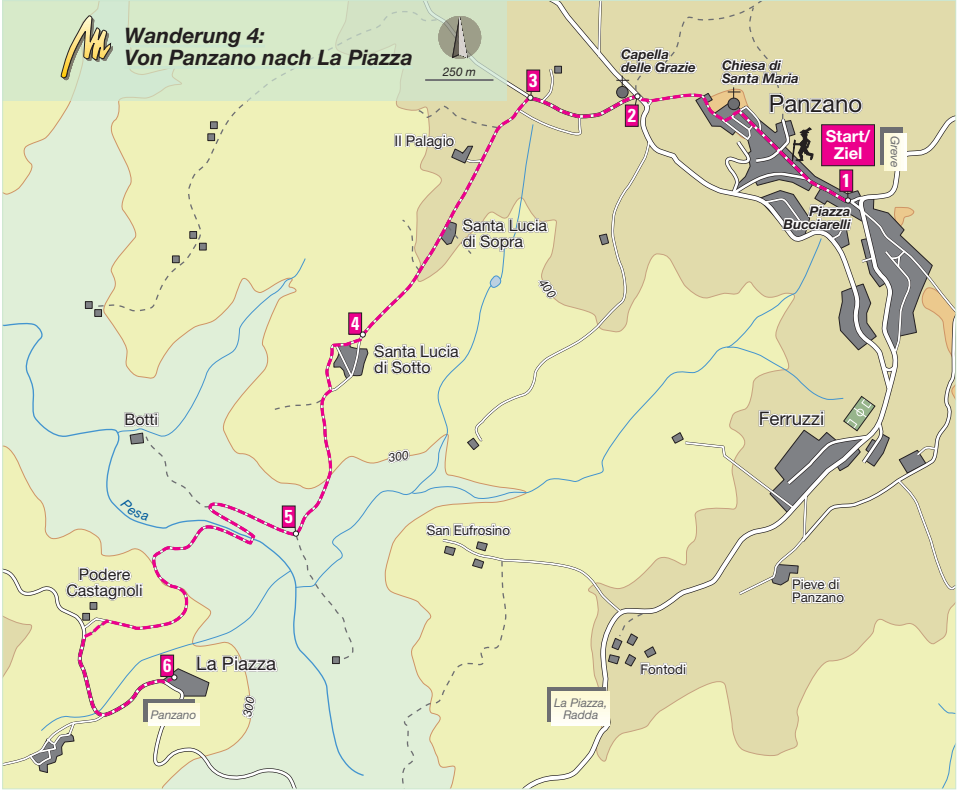 Wanderung 4:
Von Panzano nach La Piazza
250 m
Capella
delle Grazie
Chiesa di
Santa Maria
Panzano
3
2
Start/
Ziel
Greve
Il Palagio
1
Piazza
Bucciarelli
Santa Lucia
di Sopra
400
4
Santa Lucia
di Sotto
Botti
Ferruzzi
300
Pesa
5
San Eufrosino
Podere
Castagnoli
Pieve di
Panzano
6
La Piazza
Fontodi
Panzano
300
La Piazza,
Radda